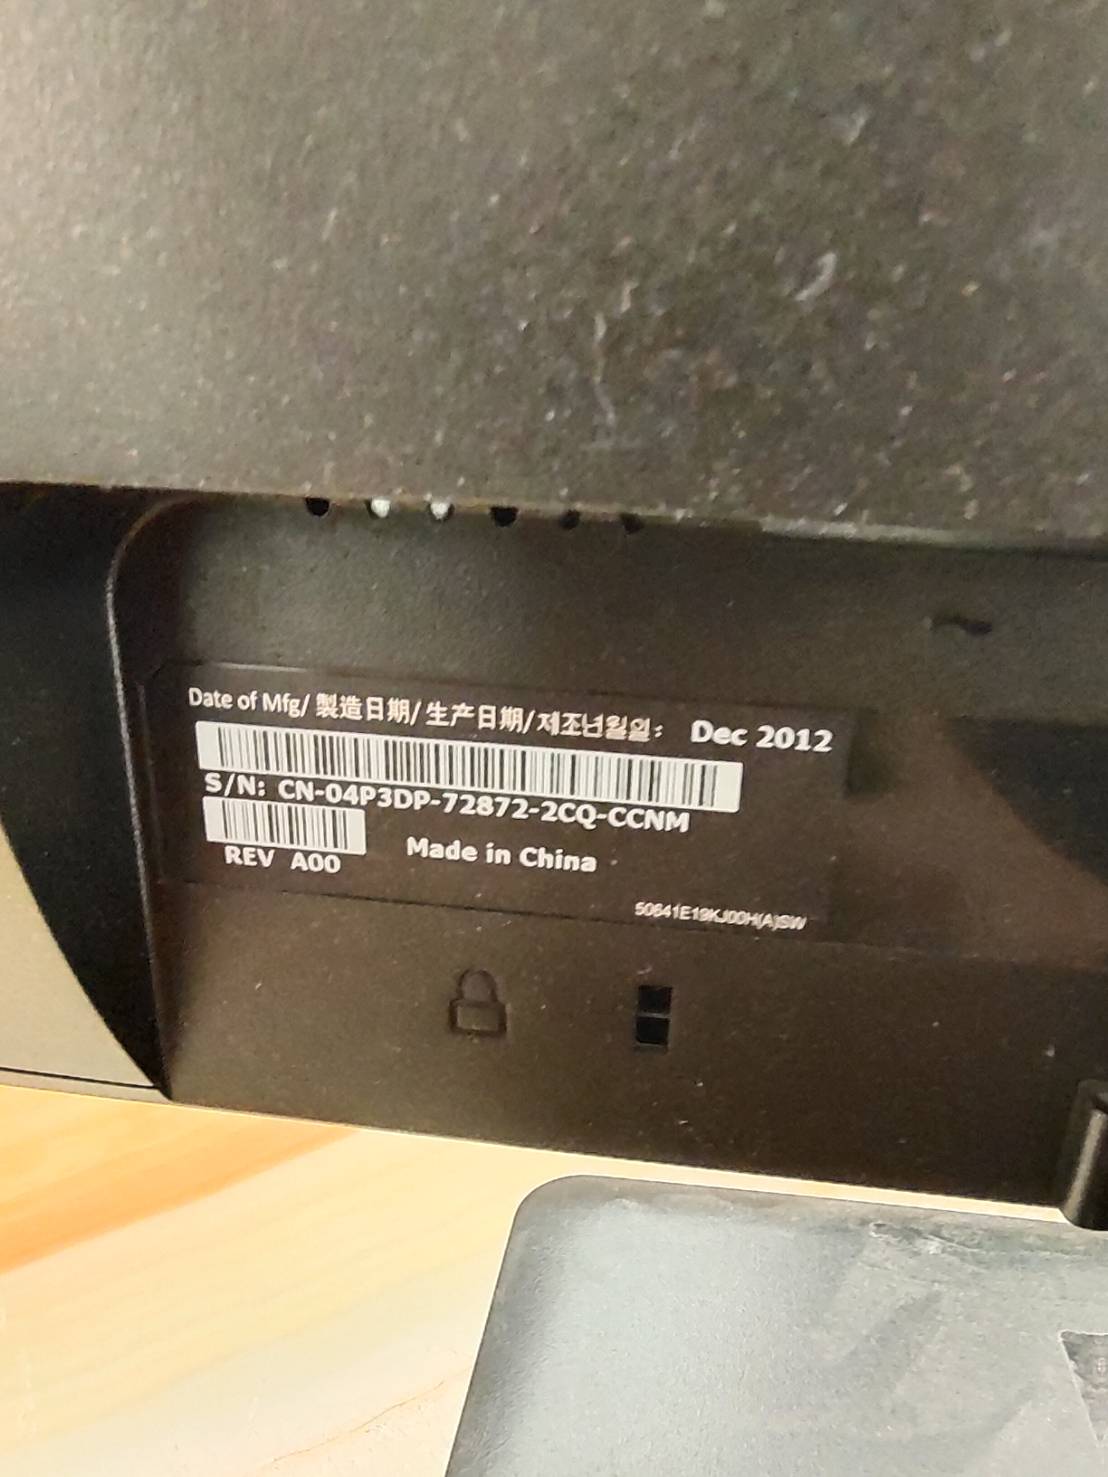 Date of Mfg/ 製造日期/ 生产日期/제조년월일: Dec 2012
S/N: CN-04P3DP-72872-2CQ-CCNM
REV A00 Made in China
50641E19KJ00H(A)SW